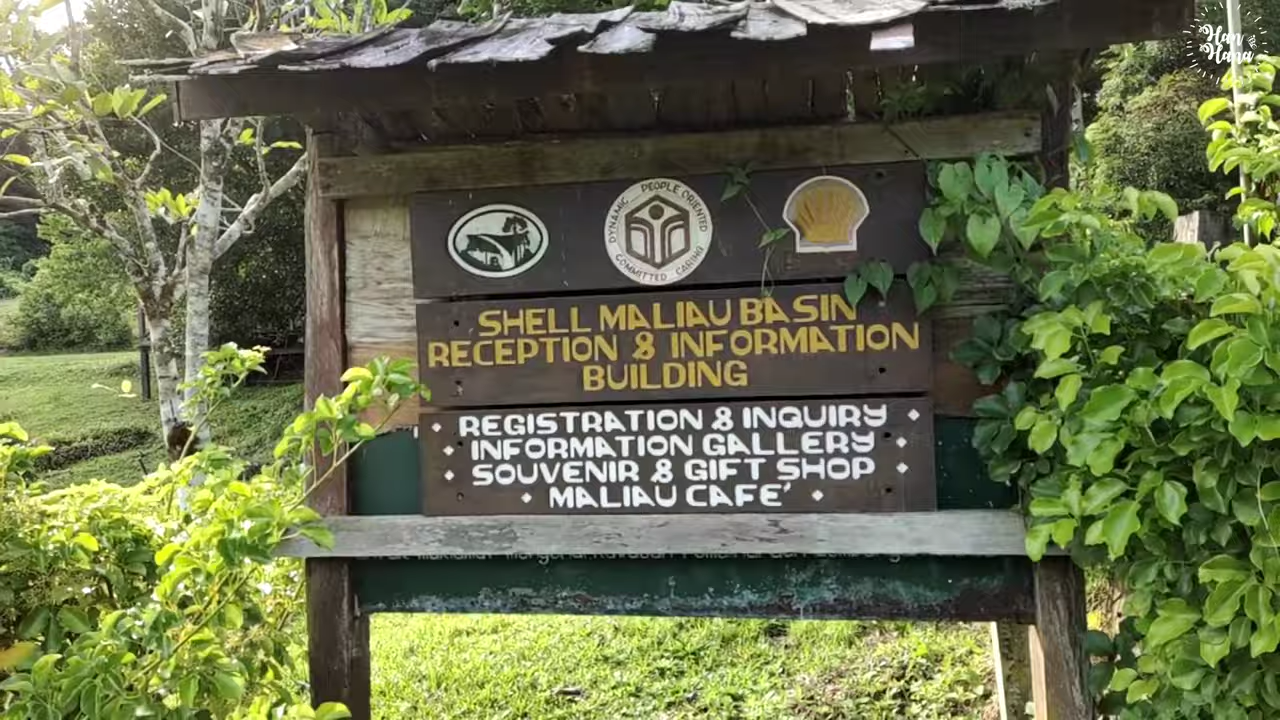 Han
Hana
DYNAMIC PEOPLE ORIENTED
COMMITTED CARING
SHELL MALIAU BASIN
RECEPTION & INFORMATION
BUILDING
REGISTRATION & INQUIRY
INFORMATION GALLERY
SOUVENIR & GIFT SHOP
MALIAU CAFE'